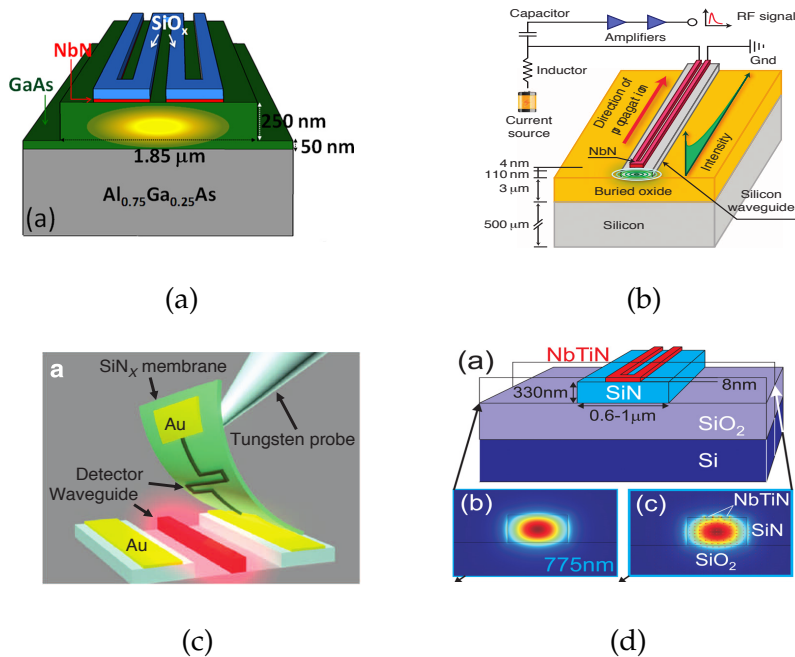 SiOx
NbN
GaAs
250 nm
50 nm
1.85 μm
Al0.75Ga0.25As
(a)
(a)
Capacitor
Amplifiers
RF signal
Gnd
Inductor
Current source
Direction of propagation
Intensity
NbN
4 nm
110 nm
3 μm
500 μm
Buried oxide
Silicon waveguide
Silicon
(b)
a
SiNX membrane
Au
Tungsten probe
Detector
Waveguide
Au
(c)
(a)
NbTiN
330nm
SiN
8nm
0.6-1μm
SiO2
Si
(b)
775nm
(c)
NbTiN
SiN
SiO2
(d)